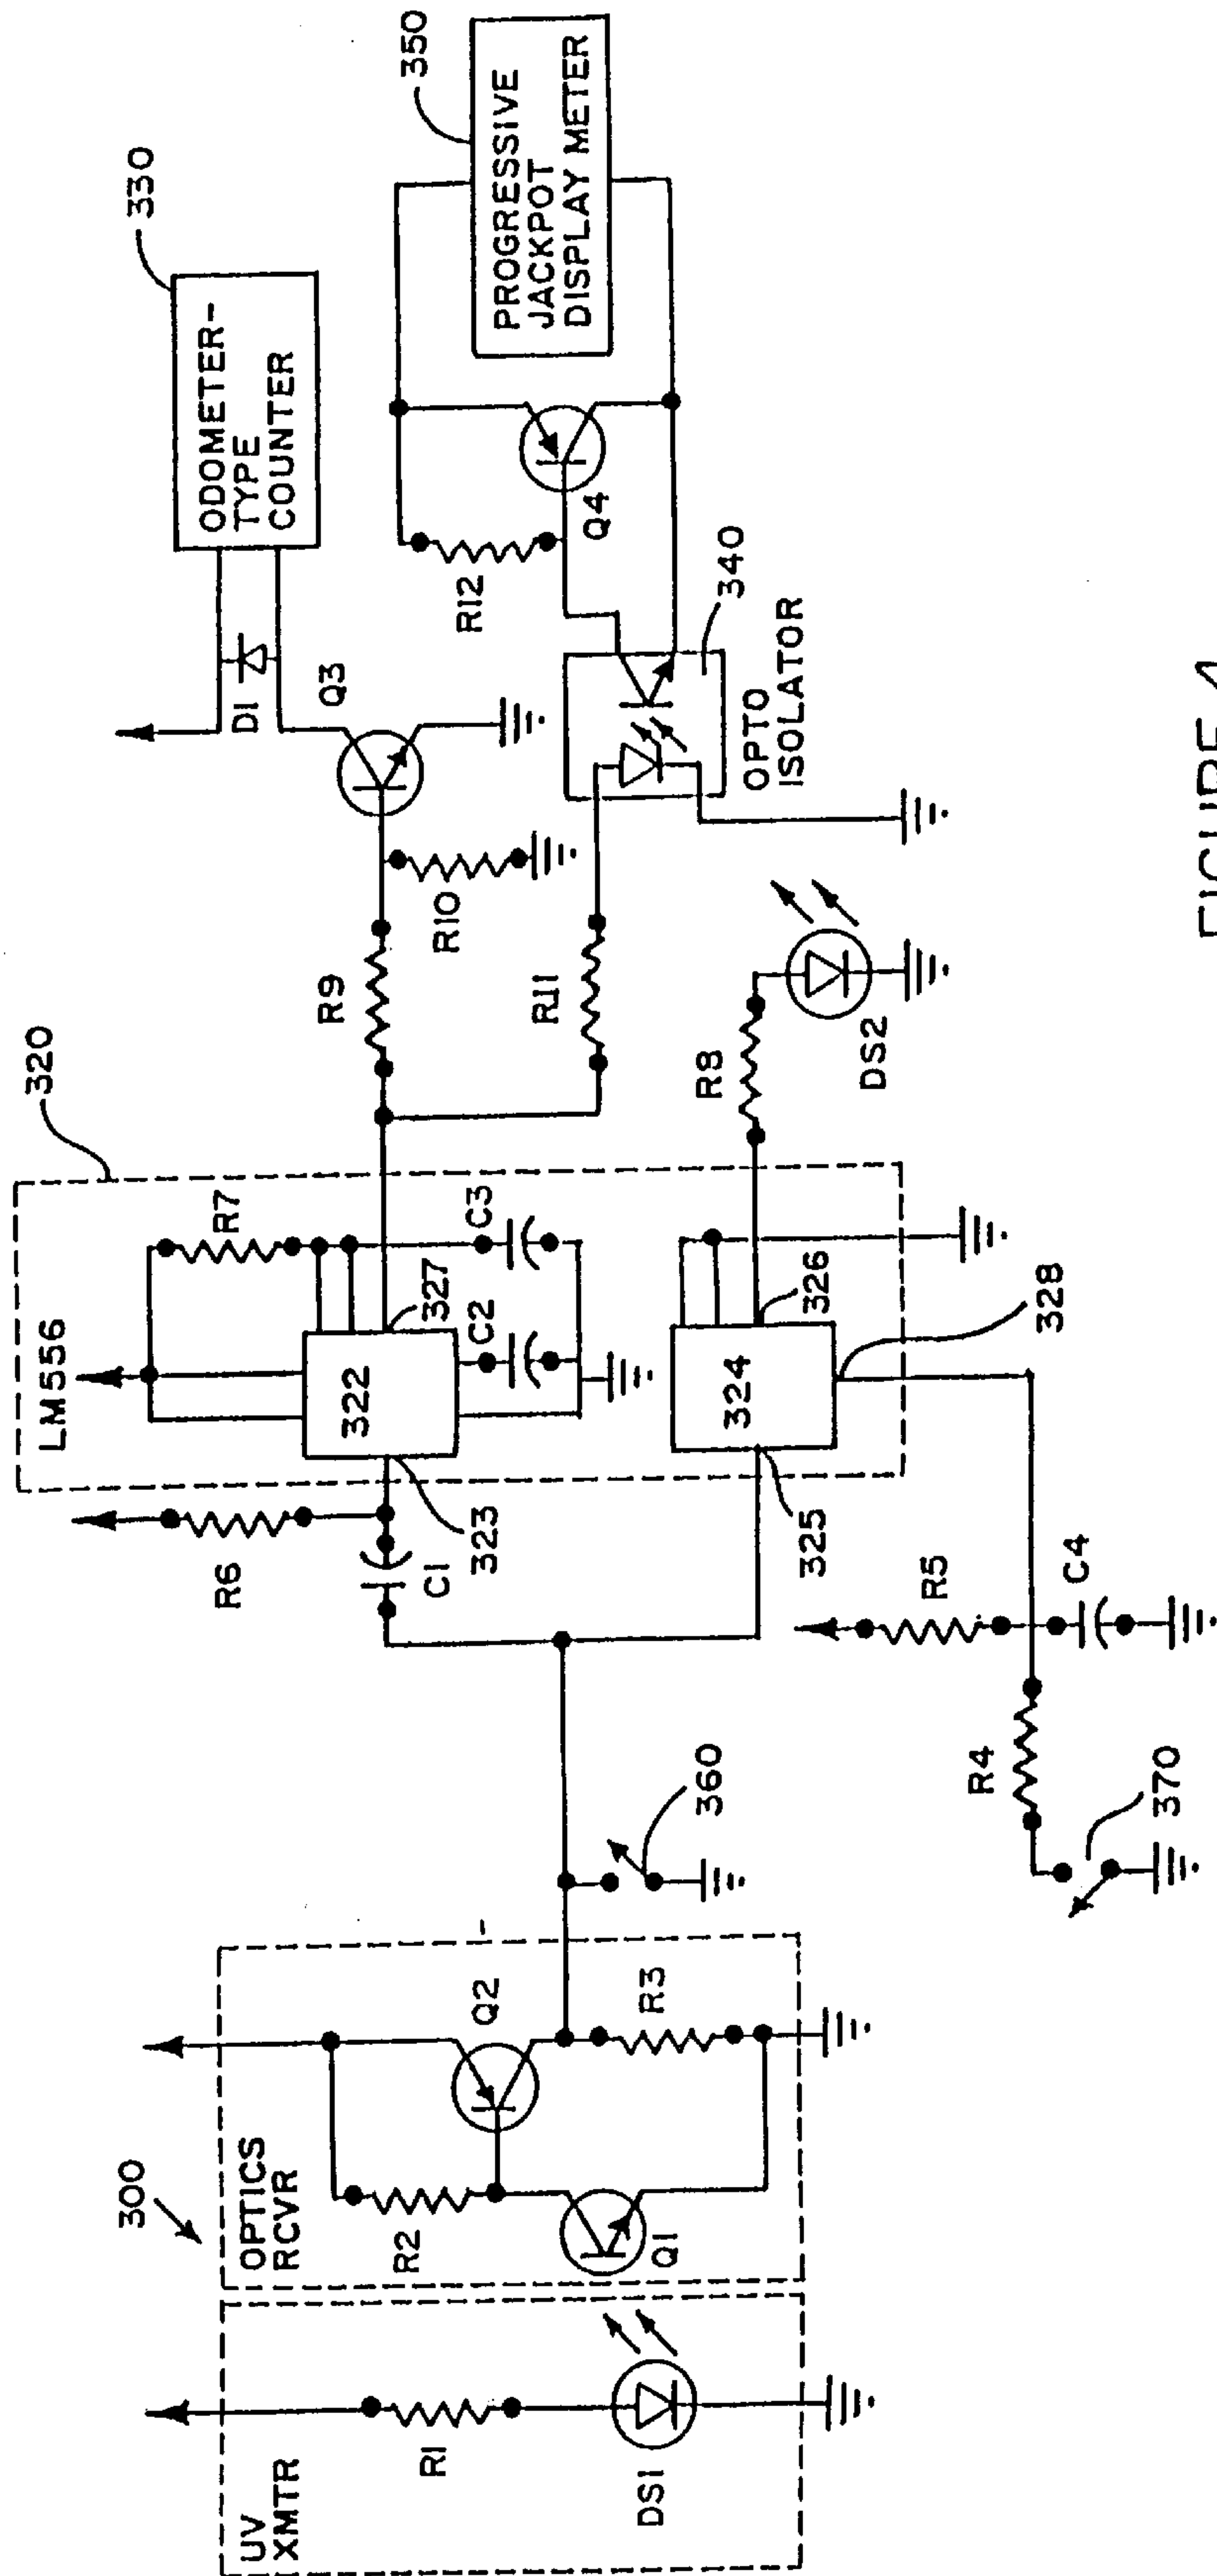 300
UV
XMTR
R1
DS1
OPTICS
RCVR
R2
Q1
Q2
R3
360
R4
370
R5
C4
R6
C1
323
325
320
LM556
322
R7
327
C2
C3
324
326
328
R8
DS2
R9
R10
R11
Q3
D1
330
ODOMETER-
TYPE
COUNTER
OPTO
ISOLATOR
340
R12
Q4
350
PROGRESSIVE
JACKPOT
DISPLAY METER
FIGURE 4